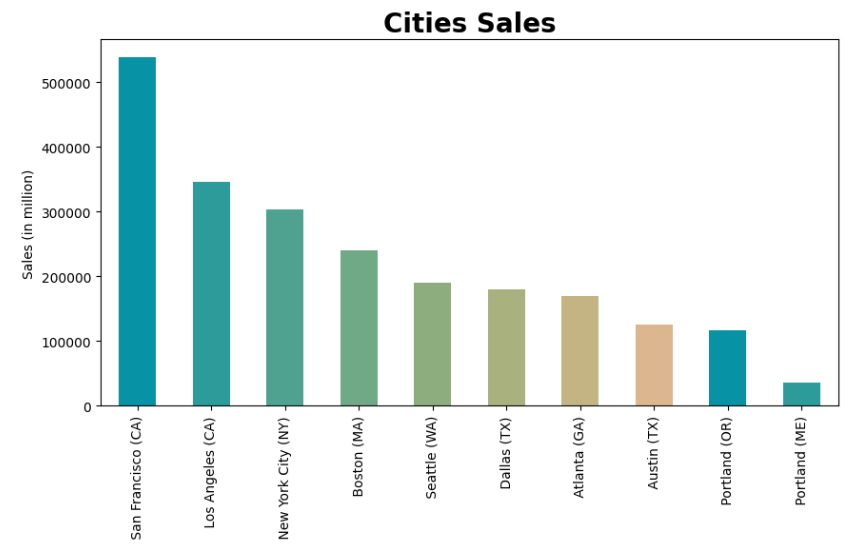 Cities Sales
Sales (in million)
500000
400000
300000
200000
100000
0
San Francisco (CA)
Los Angeles (CA)
New York City (NY)
Boston (MA)
Seattle (WA)
Dallas (TX)
Atlanta (GA)
Austin (TX)
Portland (OR)
Portland (ME)